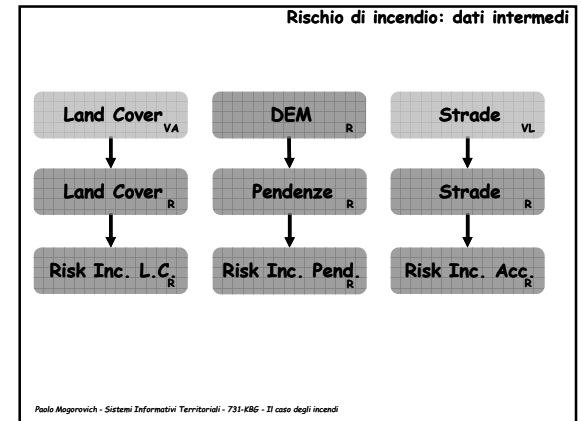 Rischio di incendio: dati intermedi
Land Cover VA
DEM R
Strade VL
Land Cover R
Pendenze R
Strade R
Risk Inc. L.C. R
Risk Inc. Pend. R
Risk Inc. Acc. R
Paolo Mogorovich - Sistemi Informativi Territoriali - 731-KBG - Il caso degli incendi